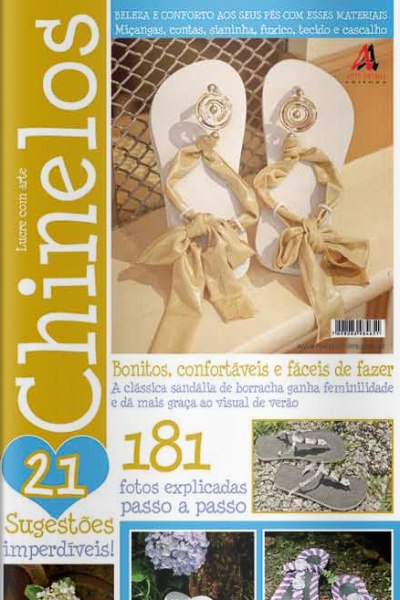 BELEZA E CONFORTO AOS SEUS PÉS COM ESSES MATERIAIS
Miçangas, contas, sianinha, fuxico, tecido e cascalho
EDITORA
Lucre com arte
Chinelos
Bonitos, confortáveis e fáceis de fazer
A clássica sandália de borracha ganha feminilidade
e dá mais graça ao visual de verão
21
Sugestões
imperdíveis!
181
fotos explicadas
passo a passo